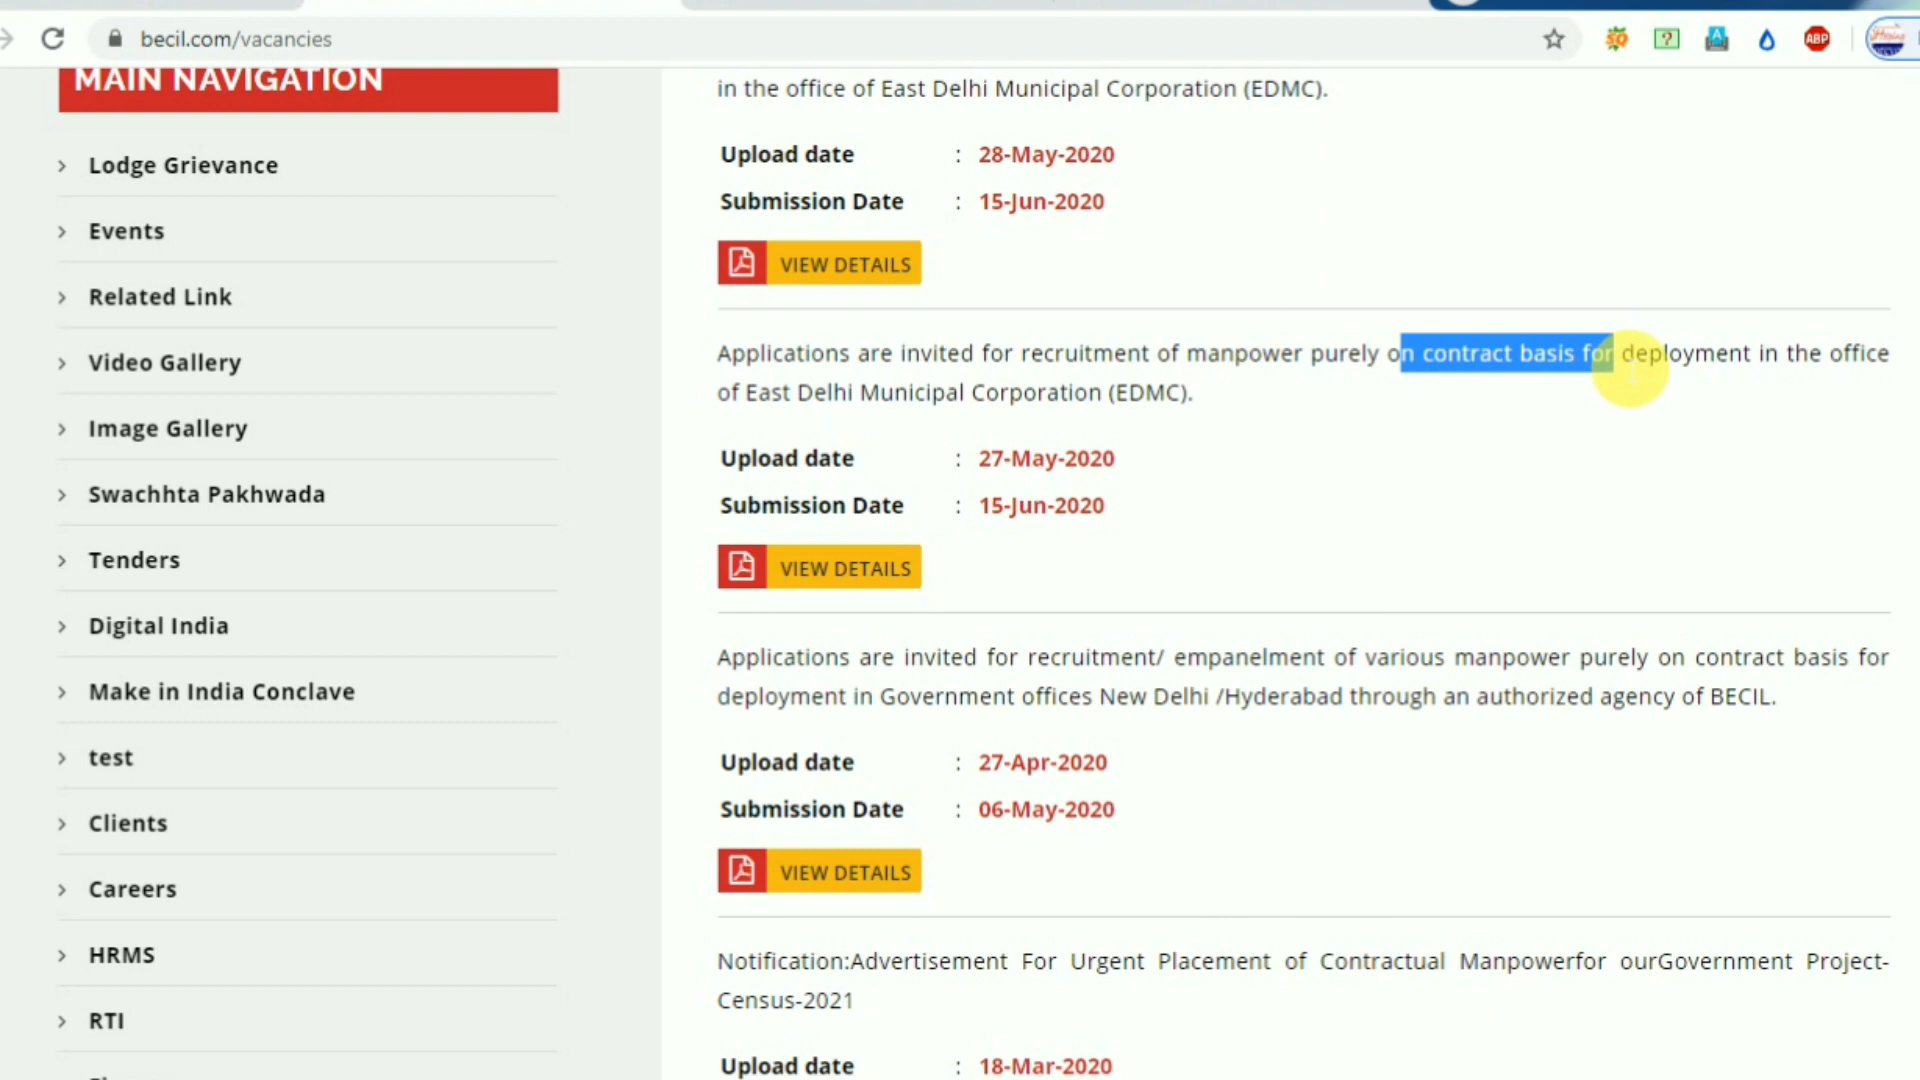 becil.com/vacancies
MAIN NAVIGATION
Lodge Grievance
Events
Related Link
Video Gallery
Image Gallery
Swachhta Pakhwada
Tenders
Digital India
Make in India Conclave
test
Clients
Careers
HRMS
RTI
in the office of East Delhi Municipal Corporation (EDMC).
Upload date : 28-May-2020
Submission Date : 15-Jun-2020
VIEW DETAILS
Applications are invited for recruitment of manpower purely on contract basis for deployment in the office
of East Delhi Municipal Corporation (EDMC).
Upload date : 27-May-2020
Submission Date : 15-Jun-2020
VIEW DETAILS
Applications are invited for recruitment/ empanelment of various manpower purely on contract basis for
deployment in Government offices New Delhi /Hyderabad through an authorized agency of BECIL.
Upload date : 27-Apr-2020
Submission Date : 06-May-2020
VIEW DETAILS
Notification:Advertisement For Urgent Placement of Contractual Manpowerfor ourGovernment Project-
Census-2021
Upload date : 18-Mar-2020
ABP